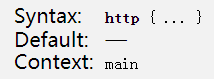 Syntax: http { ... }
Default: —
Context: main